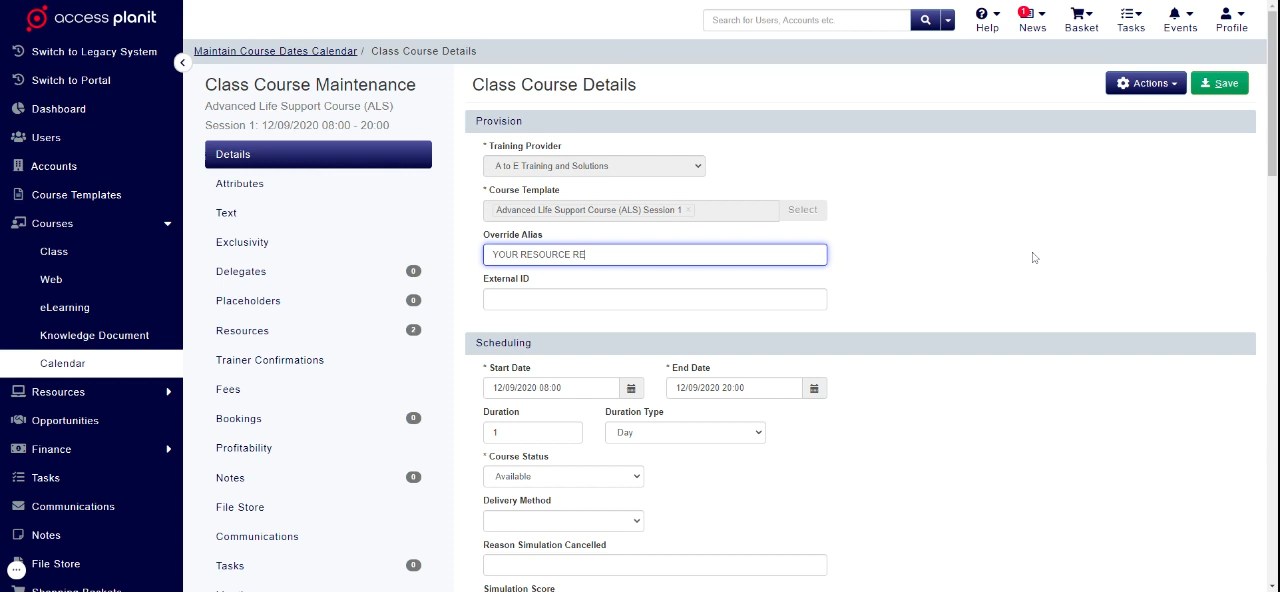 access planit
Search for Users, Accounts etc.
Help
1
News
Basket
Tasks
Events
Profile
Switch to Legacy System
Switch to Portal
Dashboard
Users
Accounts
Course Templates
Courses
Class
Web
eLearning
Knowledge Document
Calendar
Resources
Opportunities
Finance
Tasks
Communications
Notes
File Store
Shopping Baskets
Maintain Course Dates Calendar / Class Course Details
Class Course Maintenance
Advanced Life Support Course (ALS)
Session 1: 12/09/2020 08:00 - 20:00
Details
Attributes
Text
Exclusivity
Delegates 0
Placeholders 0
Resources 2
Trainer Confirmations
Fees
Bookings 0
Profitability
Notes 0
File Store
Communications
Tasks 0
Class Course Details
Actions
Save
Provision
* Training Provider
A to E Training and Solutions
* Course Template
Advanced Life Support Course (ALS) Session 1 ×
Select
Override Alias
YOUR RESOURCE RE
External ID
Scheduling
* Start Date
* End Date
12/09/2020 08:00
12/09/2020 20:00
Duration
Duration Type
1
Day
* Course Status
Available
Delivery Method
Reason Simulation Cancelled
Simulation Score